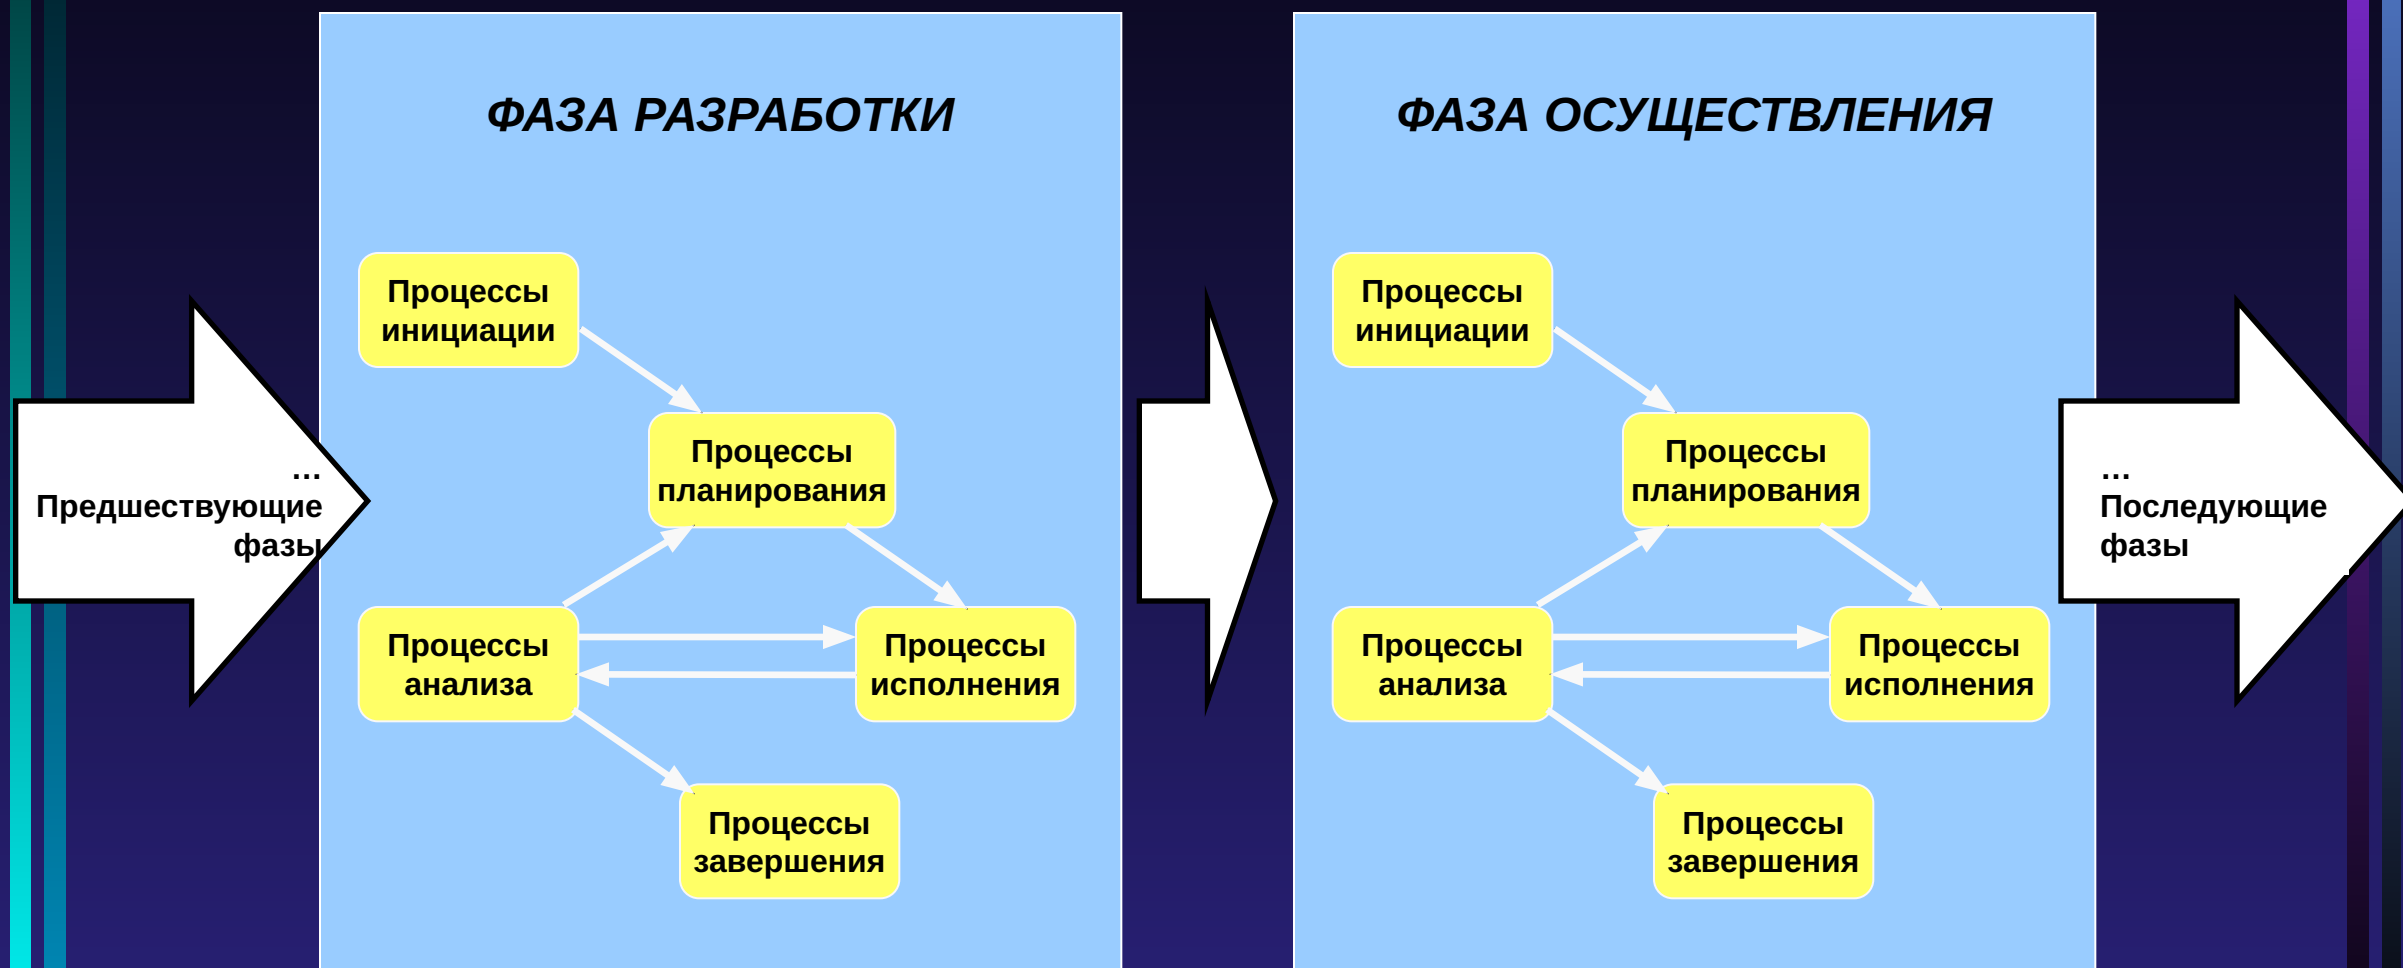 ФАЗА РАЗРАБОТКИ
Процессы
инициации
Процессы
планирования
Процессы
анализа
Процессы
исполнения
Процессы
завершения
ФАЗА ОСУЩЕСТВЛЕНИЯ
Процессы
инициации
Процессы
планирования
Процессы
анализа
Процессы
исполнения
Процессы
завершения
…
Предшествующие
фазы
…
Последующие
фазы